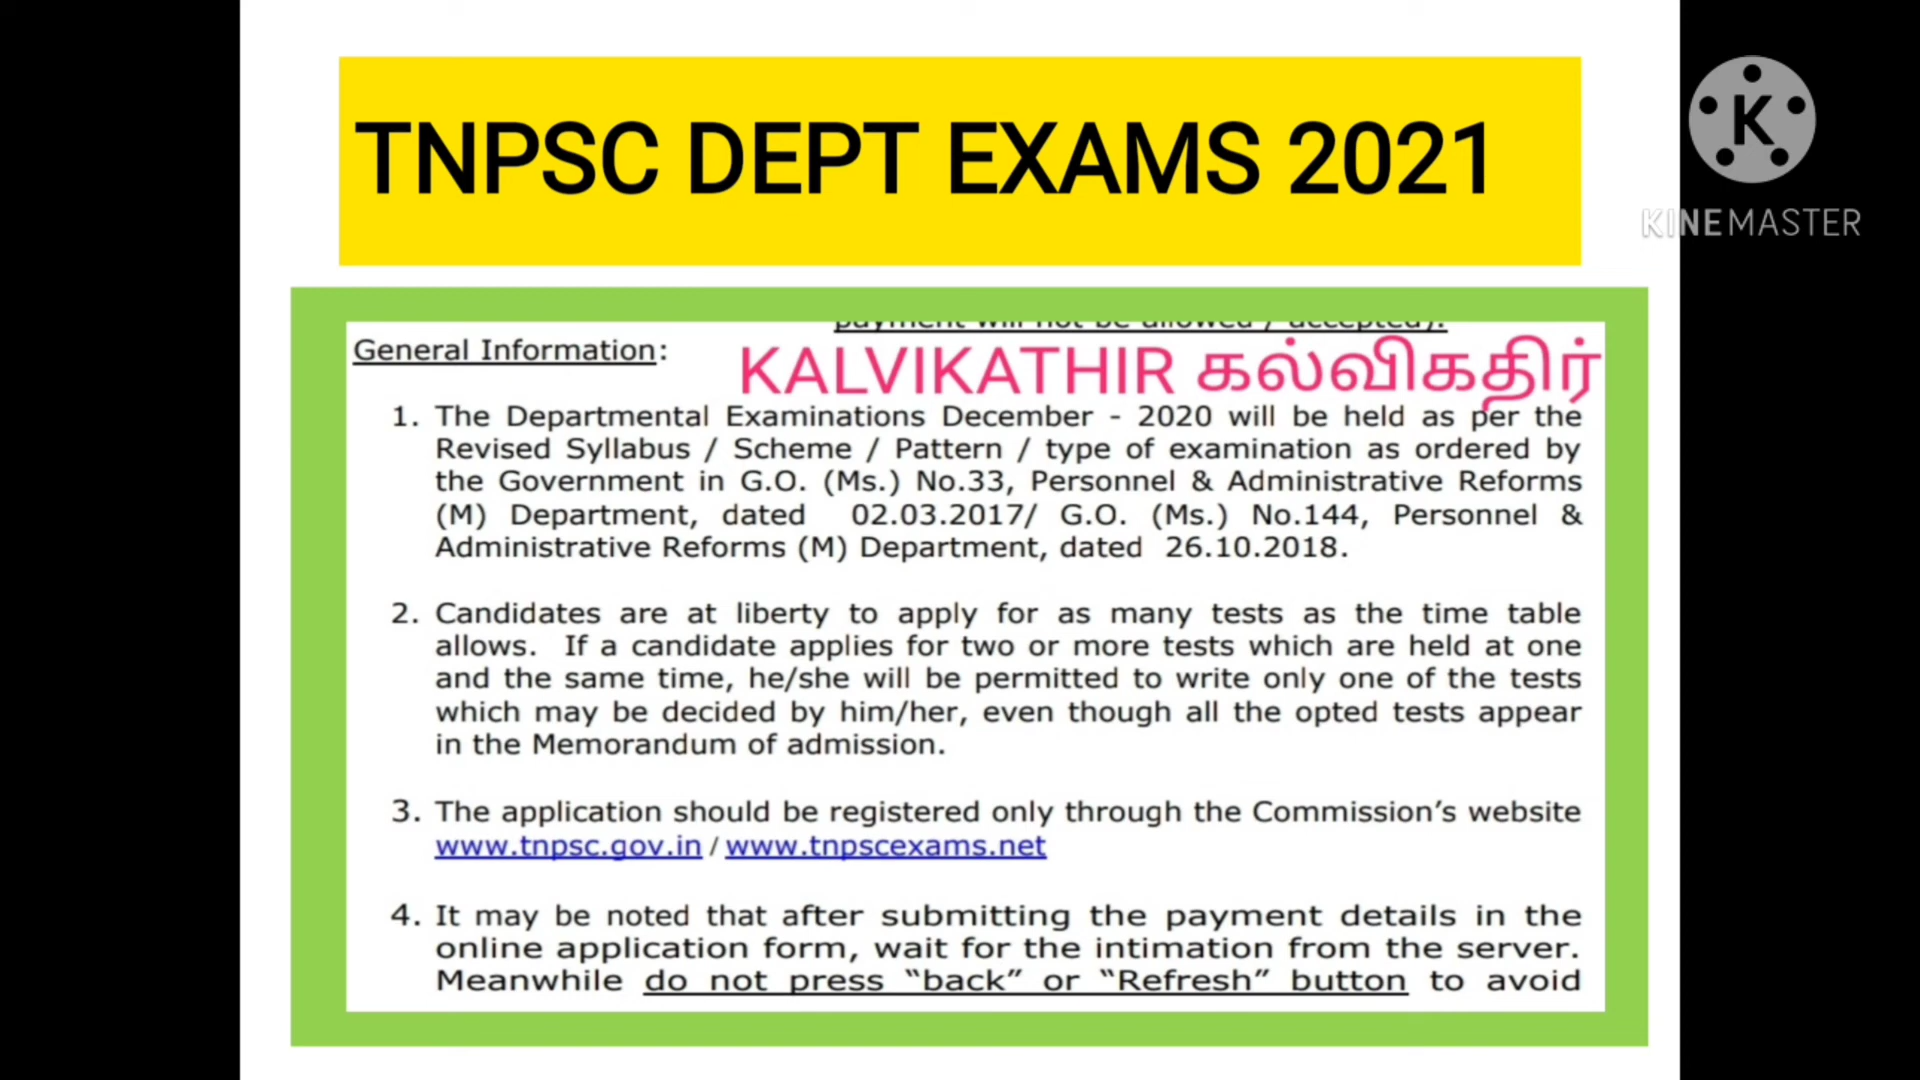 TNPSC DEPT EXAMS 2021
K
KINEMASTER
payment will not be allowed / accepted).
General Information:
KALVIKATHIR கல்விகதிர்
1. The Departmental Examinations December - 2020 will be held as per the
Revised Syllabus / Scheme / Pattern / type of examination as ordered by
the Government in G.O. (Ms.) No.33, Personnel & Administrative Reforms
(M) Department, dated 02.03.2017/ G.O. (Ms.) No.144, Personnel &
Administrative Reforms (M) Department, dated 26.10.2018.
2. Candidates are at liberty to apply for as many tests as the time table
allows. If a candidate applies for two or more tests which are held at one
and the same time, he/she will be permitted to write only one of the tests
which may be decided by him/her, even though all the opted tests appear
in the Memorandum of admission.
3. The application should be registered only through the Commission’s website
www.tnpsc.gov.in / www.tnpscexams.net
4. It may be noted that after submitting the payment details in the
online application form, wait for the intimation from the server.
Meanwhile do not press “back” or “Refresh” button to avoid